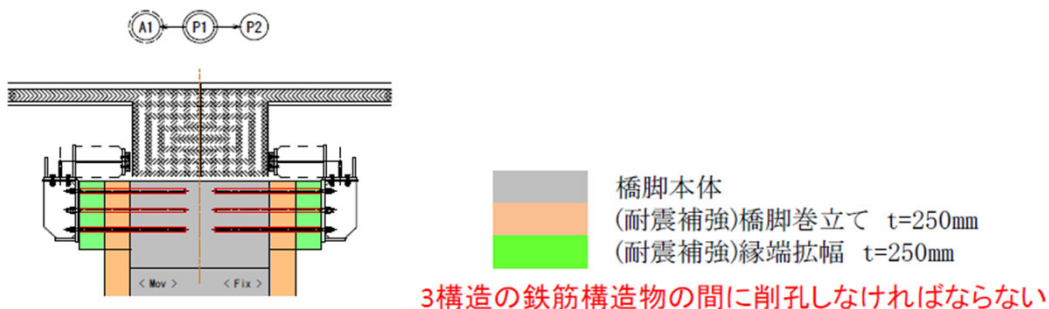 A1 P1 P2
橋脚本体
(耐震補強)橋脚巻立て t=250mm
(耐震補強)縁端拡幅 t=250mm
< Mov > < Fix >
3構造の鉄筋構造物の間に削孔しなければならない